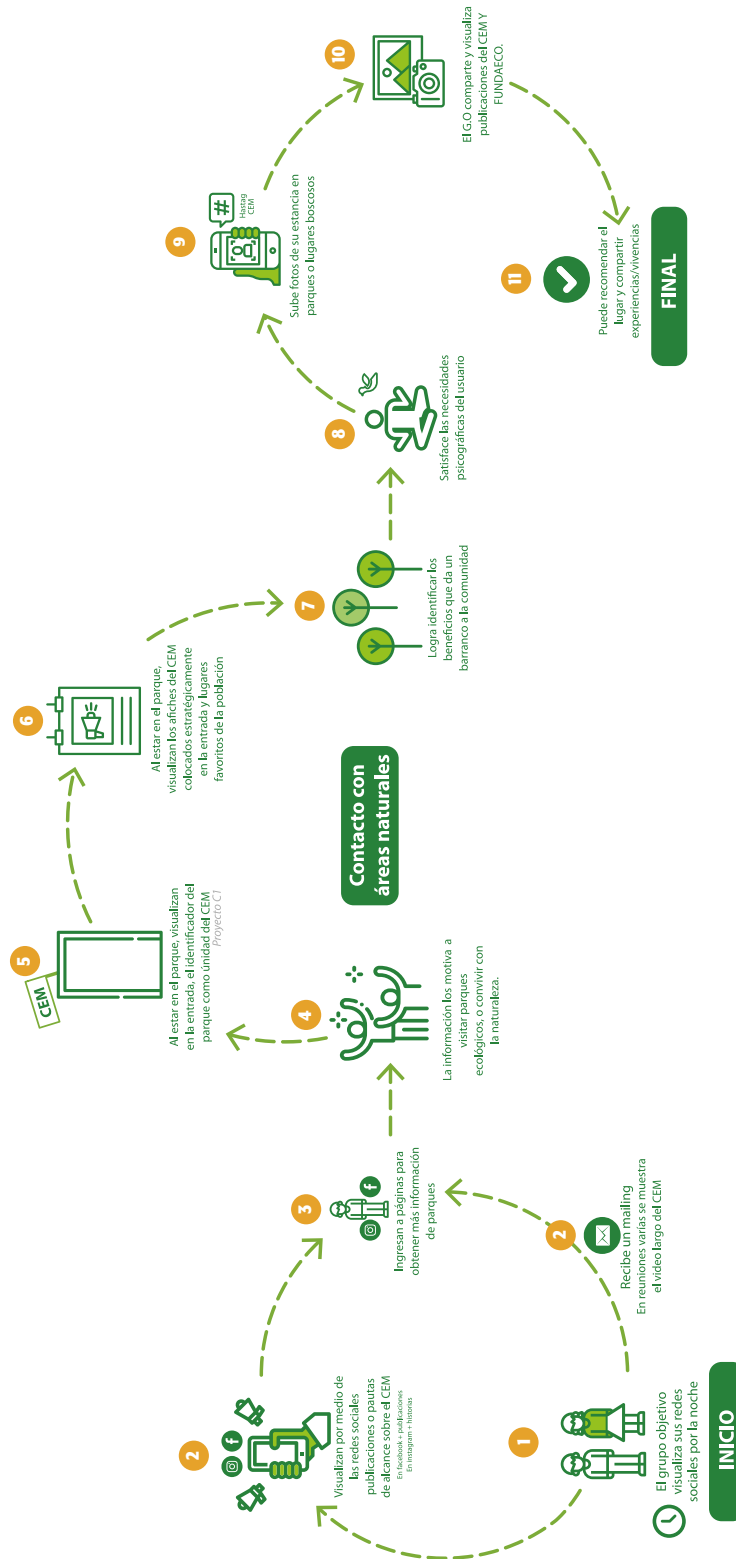 INICIO
1
El grupo objetivo
visualiza sus redes
sociales por la noche
2
Visualizan por medio de
las redes sociales
publicaciones o pautas
de alcance sobre el CEM
En facebook + publicaciones
En Instagram + historias
2
Recibe un mailing
En reuniones varias se muestra
el video largo del CEM
3
Ingresan a páginas para
obtener más información
de parques
4
La información los motiva a
visitar parques
ecológicos, o convivir con
la naturaleza.
5
CEM
Al estar en el parque, visualizan
en la entrada, el identificador del
parque como únidad del CEM
Proyecto C1
Contacto con
áreas naturales
6
Al estar en el parque,
visualizan los afiches del CEM
colocados estratégicamente
en la entrada y lugares
favoritos de la población
7
Logra identificar los
beneficios que da un
barranco a la comunidad
8
Satisface las necesidades
psicográficas del usuario
9
#
Hastag
CEM
Sube fotos de su estancia en
parques o lugares boscosos
10
El G.O comparte y visualiza
publicaciones del CEM Y
FUNDAECO.
11
Puede recomendar el
lugar y compartir
experiencias/vivencias
FINAL